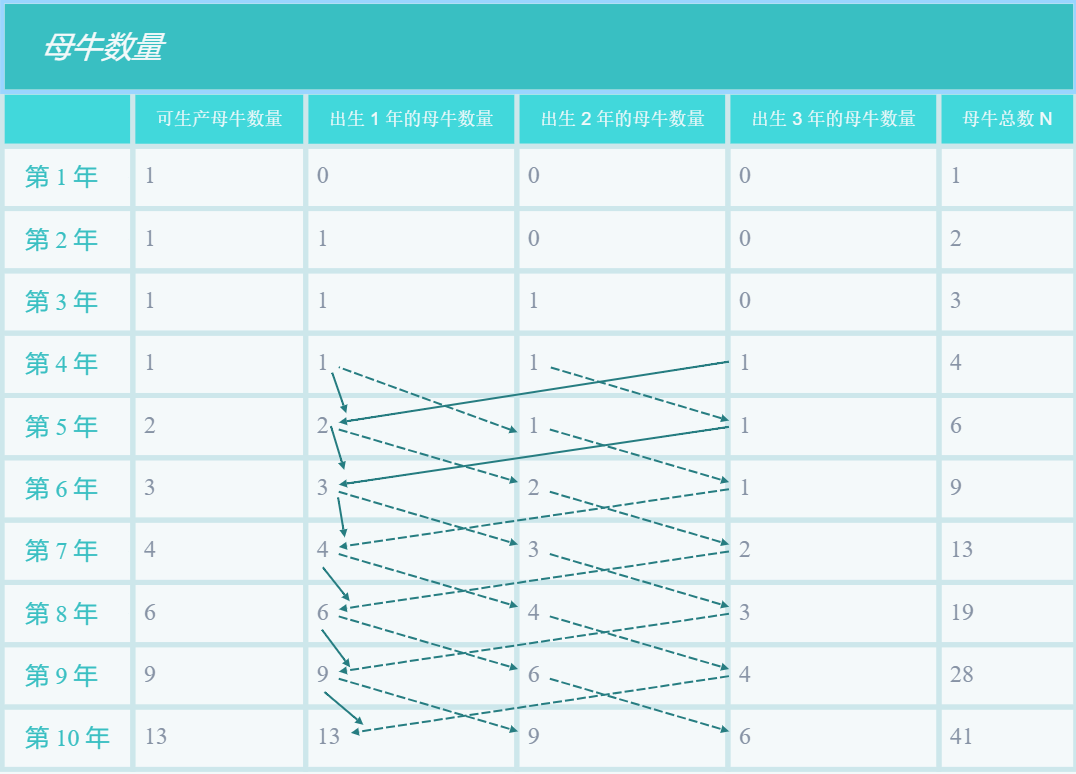 母牛数量
可生产母牛数量 出生 1 年的母牛数量 出生 2 年的母牛数量 出生 3 年的母牛数量 母牛总数 N
第 1 年 1 0 0 0 1
第 2 年 1 1 0 0 2
第 3 年 1 1 1 0 3
第 4 年 1 1 1 1 4
第 5 年 2 2 1 1 6
第 6 年 3 3 2 1 9
第 7 年 4 4 3 2 13
第 8 年 6 6 4 3 19
第 9 年 9 9 6 4 28
第 10 年 13 13 9 6 41